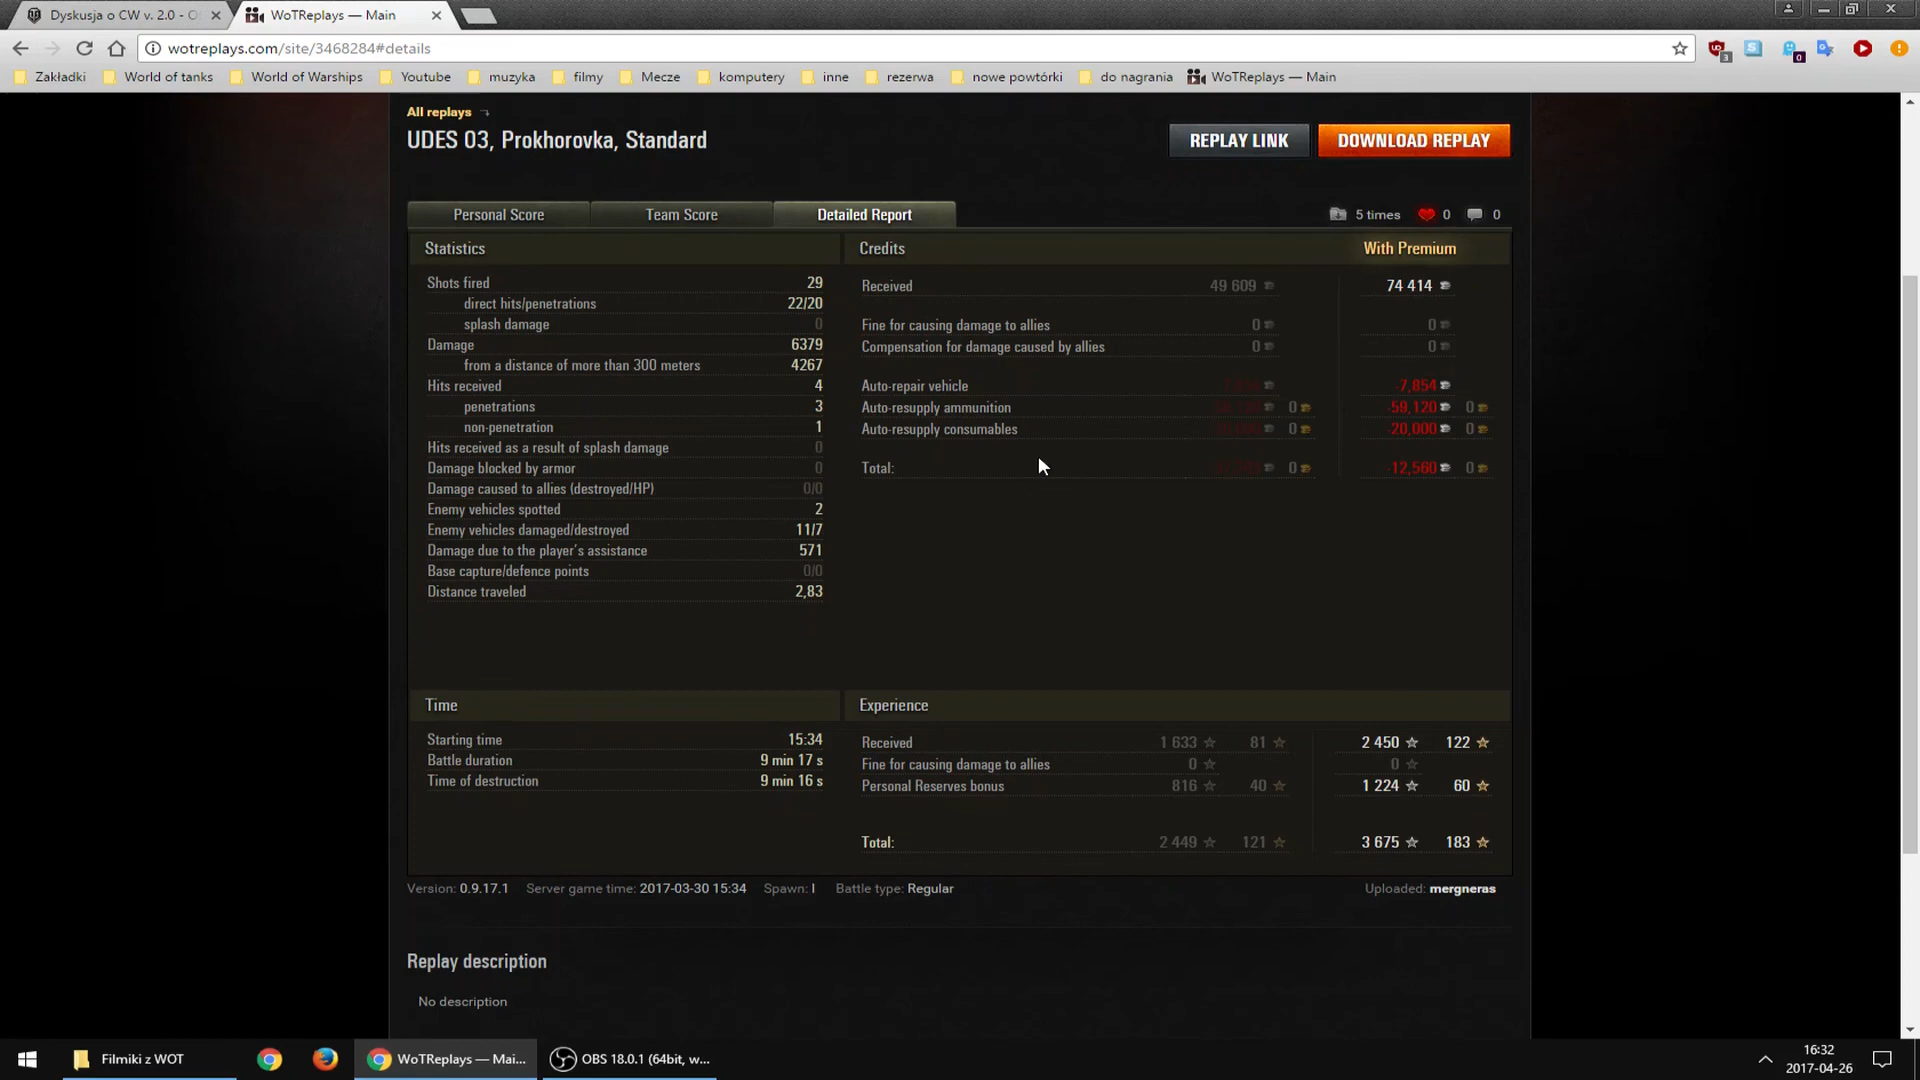 Dyskusja o CW v. 2.0 - O
WoTReplays — Main
wotreplays.com/site/3468284#details
Zakładki
World of tanks
World of Warships
Youtube
muzyka
filmy
Mecze
komputery
inne
rezerwa
nowe powtórki
do nagrania
WoTReplays — Main
All replays
UDES 03, Prokhorovka, Standard
REPLAY LINK
DOWNLOAD REPLAY
Personal Score
Team Score
Detailed Report
5 times 0 0
Statistics
Shots fired 29
direct hits/penetrations 22/20
splash damage 0
Damage 6379
from a distance of more than 300 meters 4267
Hits received 4
penetrations 3
non-penetration 1
Hits received as a result of splash damage 0
Damage blocked by armor 0
Damage caused to allies (destroyed/HP) 0/0
Enemy vehicles spotted 2
Enemy vehicles damaged/destroyed 11/7
Damage due to the player's assistance 571
Base capture/defence points 0/0
Distance traveled 2,83
Credits With Premium
Received 49 609 74 414
Fine for causing damage to allies 0 0
Compensation for damage caused by allies 0 0
Auto-repair vehicle -7,854
Auto-resupply ammunition 0 -59,120 0
Auto-resupply consumables 0 -20,000 0
Total: 0 -12,560 0
Time
Starting time 15:34
Battle duration 9 min 17 s
Time of destruction 9 min 16 s
Experience
Received 1 633 81 2 450 122
Fine for causing damage to allies 0 0
Personal Reserves bonus 816 40 1 224 60
Total: 2 449 121 3 675 183
Version: 0.9.17.1 Server game time: 2017-03-30 15:34 Spawn: I Battle type: Regular Uploaded: mergneras
Replay description
No description
Filmiki z WOT
WoTReplays — Mai...
OBS 18.0.1 (64bit, w...
16:32
2017-04-26